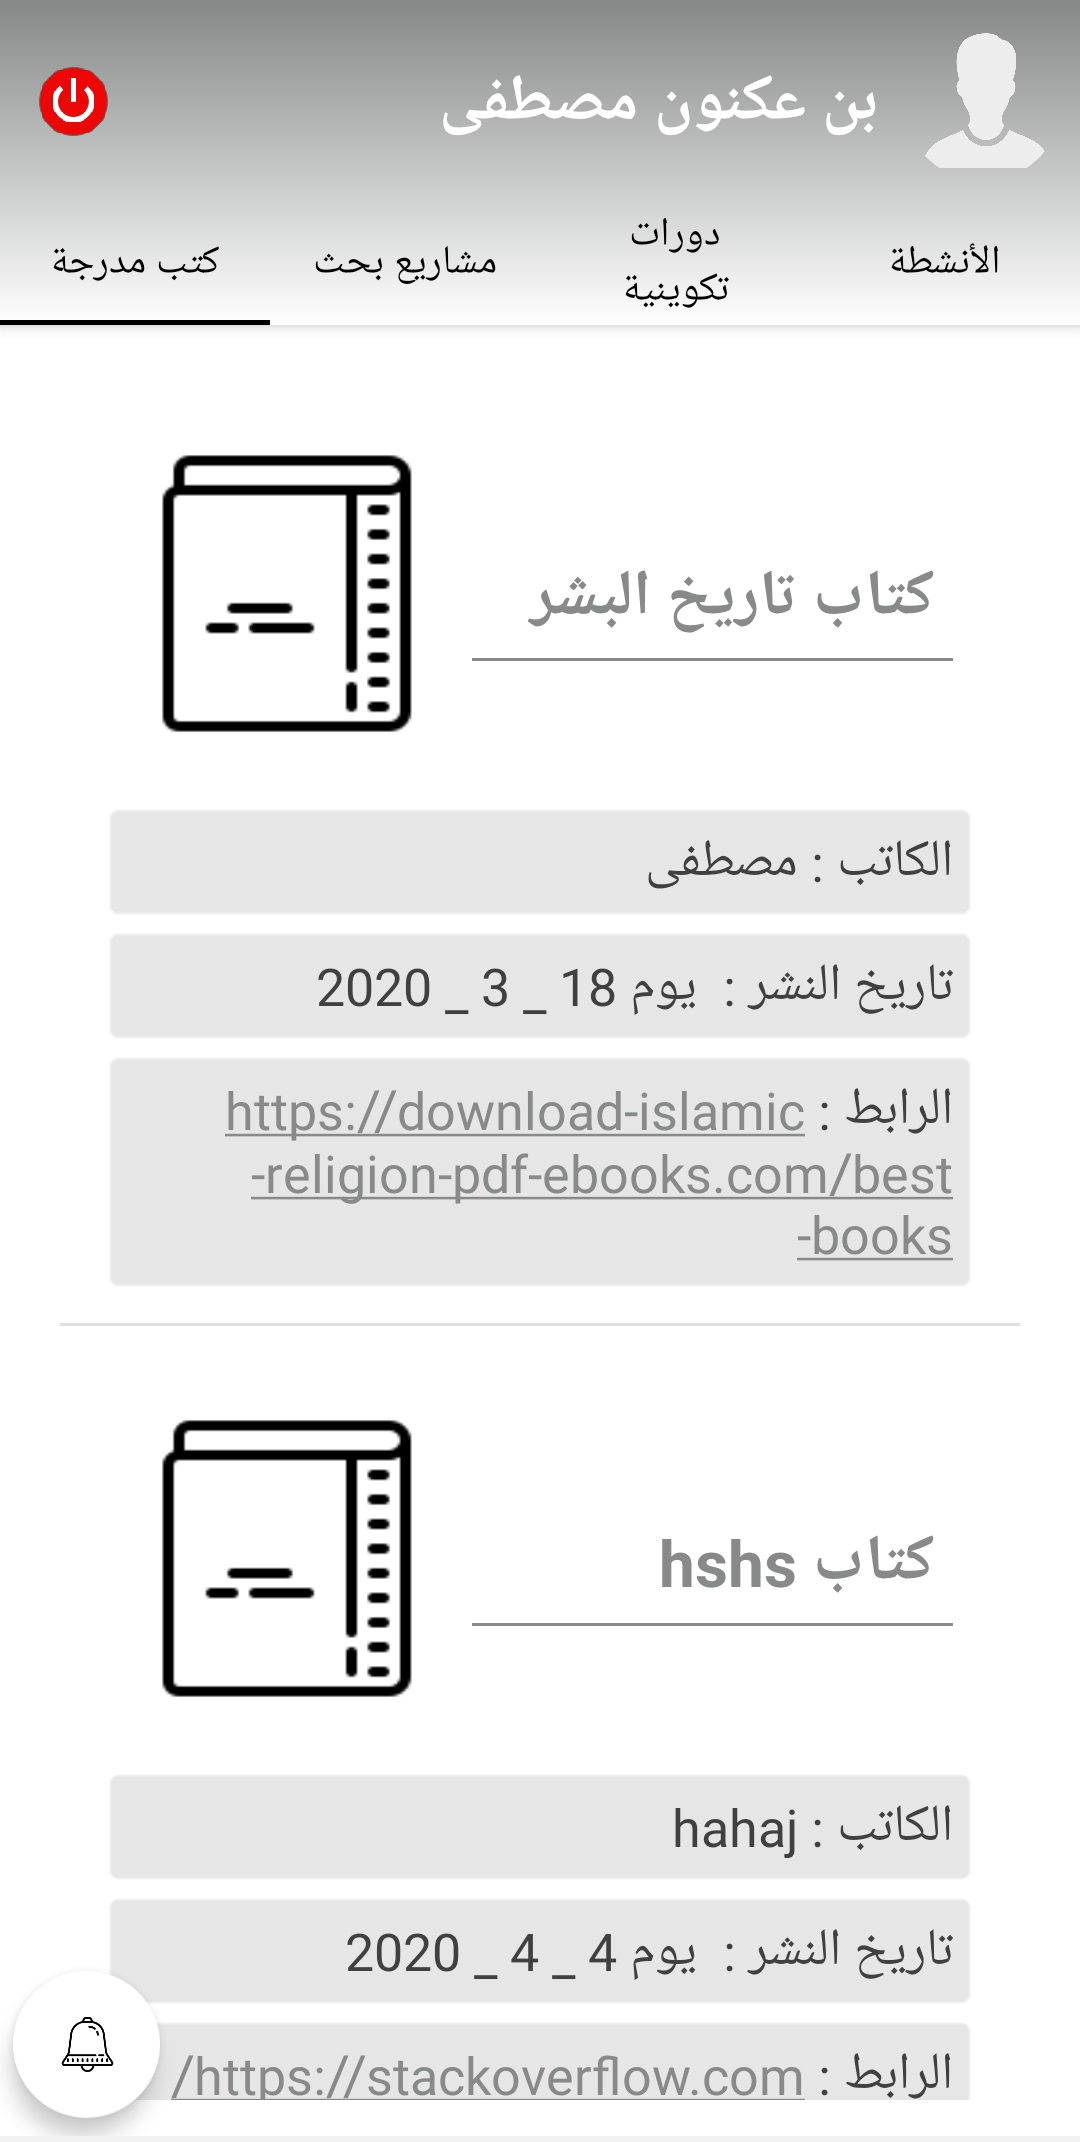 بن عكنون مصطفى
الأنشطة
دورات
تكوينية
مشاريع بحث
كتب مدرجة
كتاب تاريخ البشر
الكاتب : مصطفى
تاريخ النشر :  يوم 18 _ 3 _ 2020
الرابط : https://download-islamic
-religion-pdf-ebooks.com/best
-books
كتاب hshs
الكاتب : hahaj
تاريخ النشر :  يوم 4 _ 4 _ 2020
الرابط : https://stackoverflow.com/